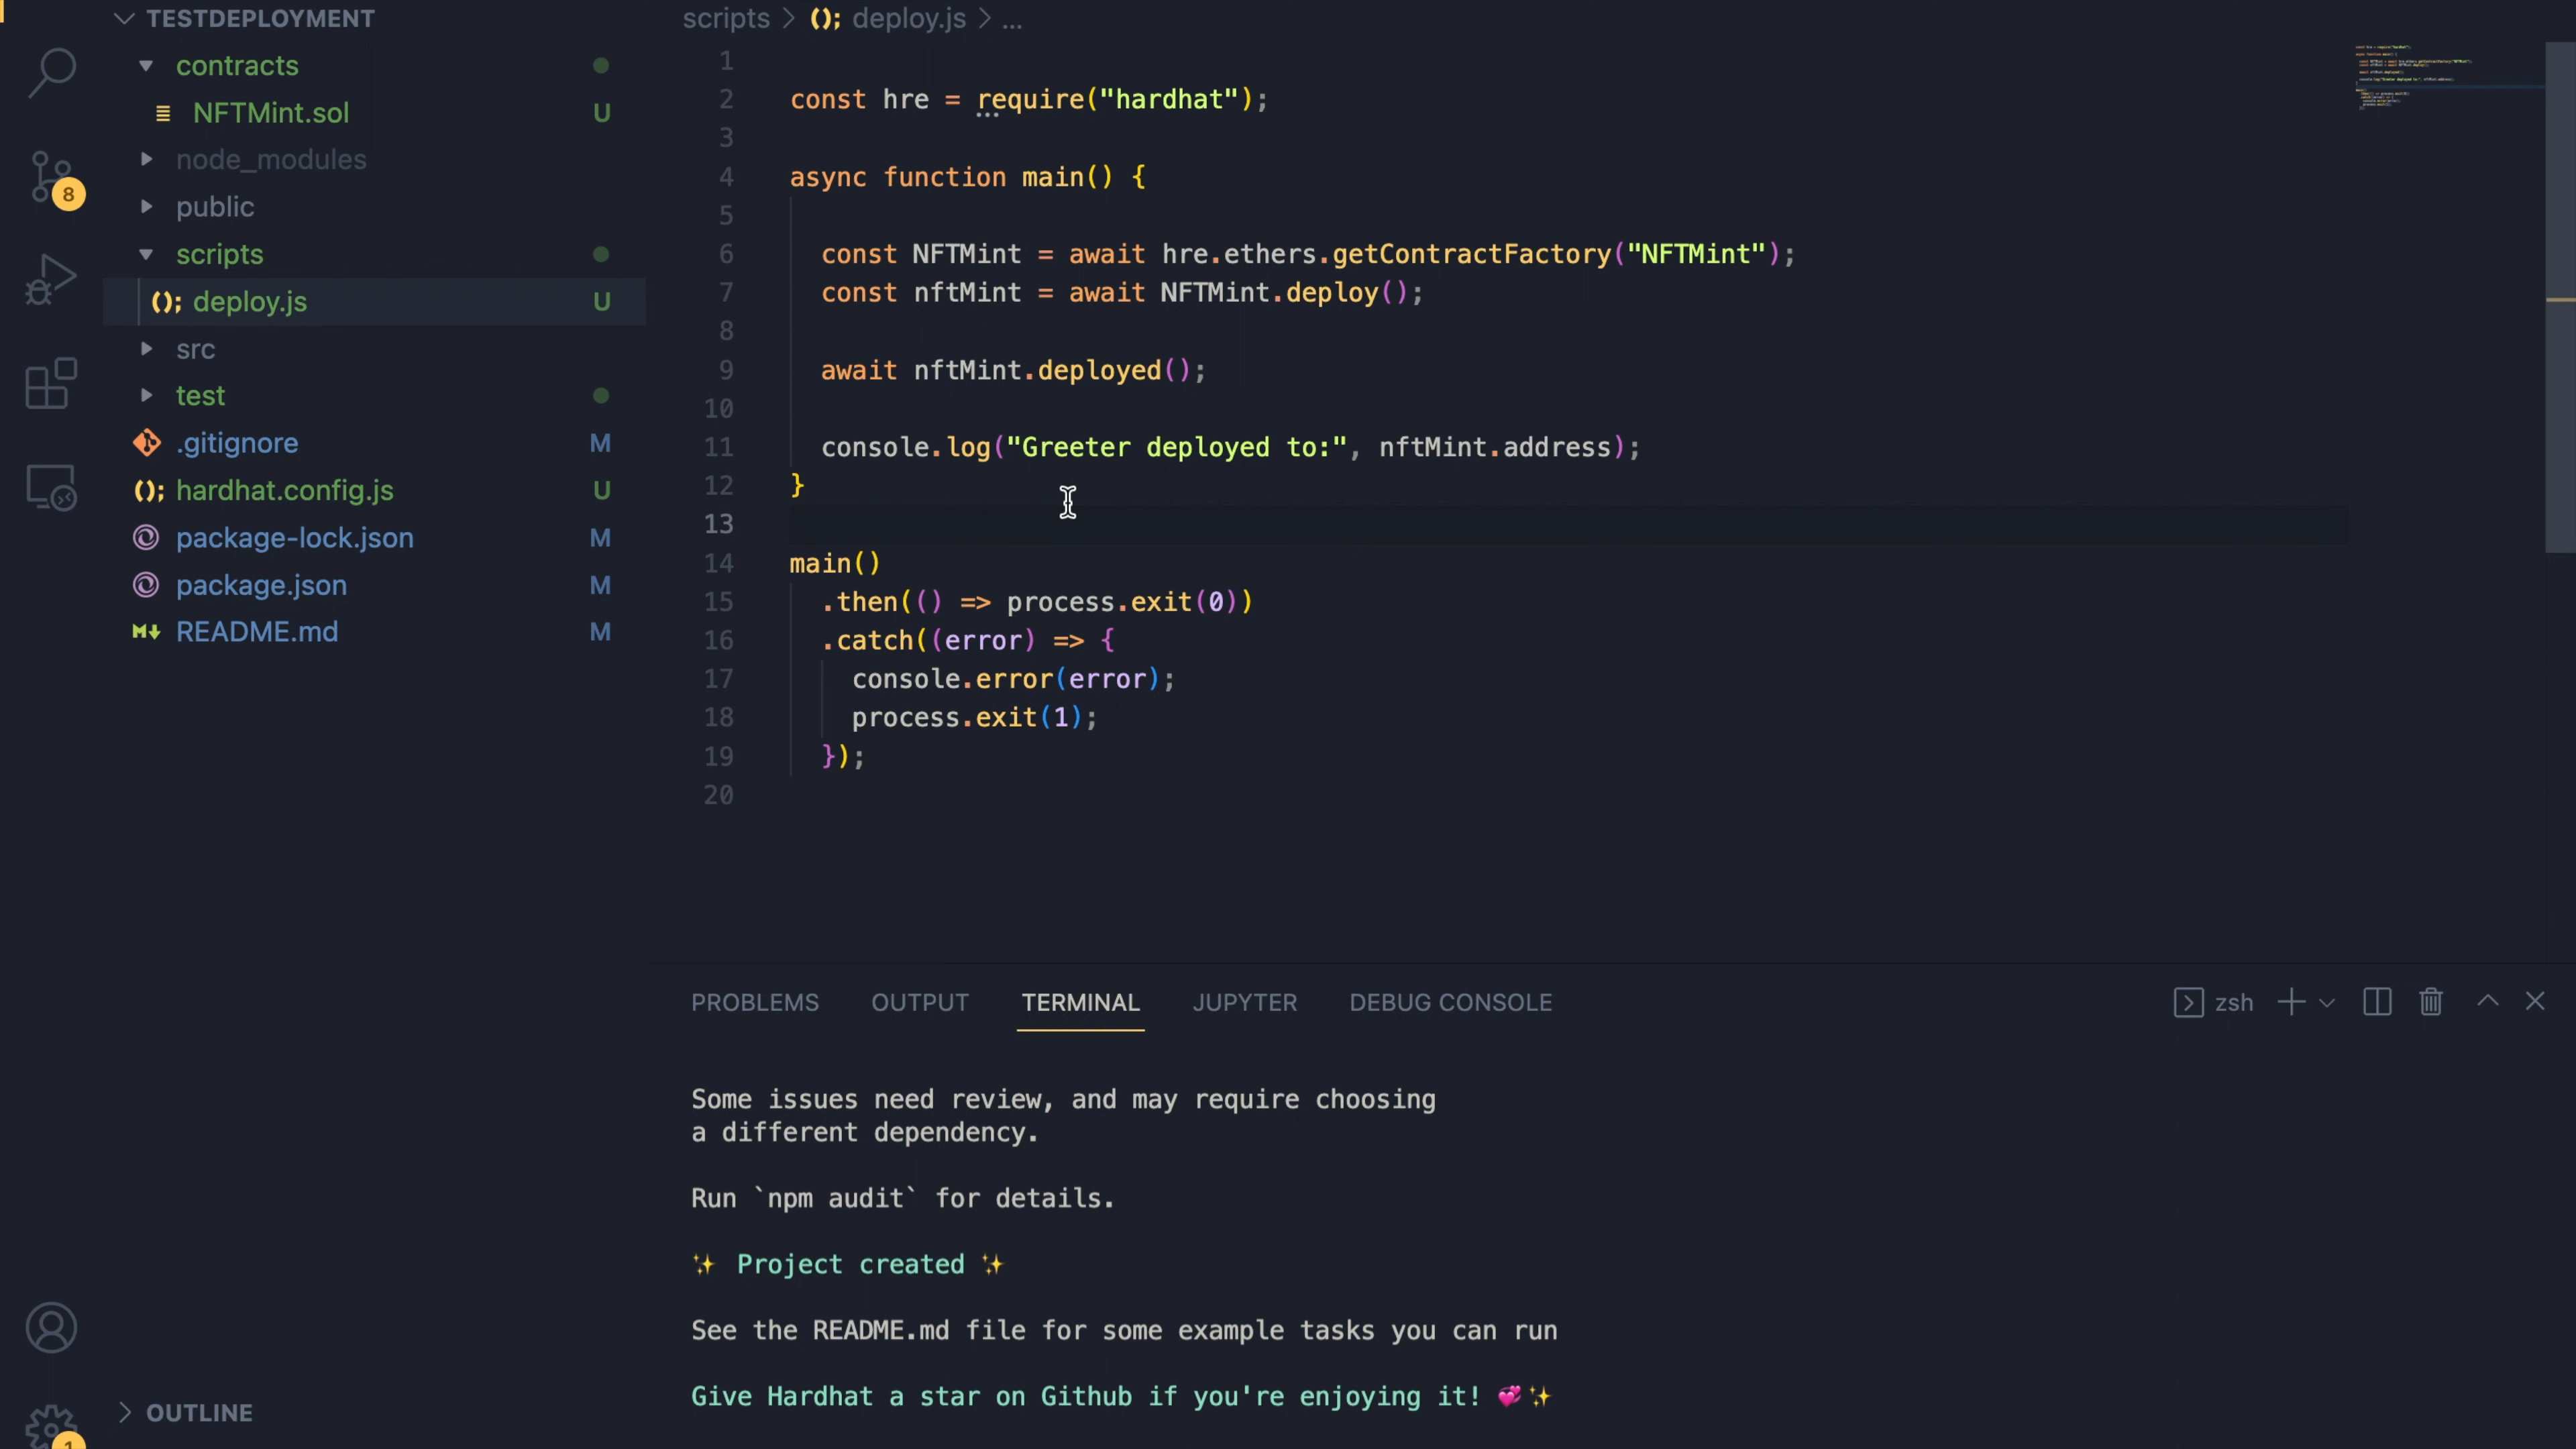 TESTDEPLOYMENT
contracts
NFTMint.sol U
node_modules
public
scripts
deploy.js U
src
test
.gitignore M
hardhat.config.js U
package-lock.json M
package.json M
README.md M
OUTLINE
8
1
scripts > deploy.js > ...
1
2 const hre = require("hardhat");
3
4 async function main() {
5
6 const NFTMint = await hre.ethers.getContractFactory("NFTMint");
7 const nftMint = await NFTMint.deploy();
8
9 await nftMint.deployed();
10
11 console.log("Greeter deployed to:", nftMint.address);
12 }
13
14 main()
15 .then(() => process.exit(0))
16 .catch((error) => {
17 console.error(error);
18 process.exit(1);
19 });
20
PROBLEMS OUTPUT TERMINAL JUPYTER DEBUG CONSOLE zsh
Some issues need review, and may require choosing
a different dependency.
Run `npm audit` for details.
✨ Project created ✨
See the README.md file for some example tasks you can run
Give Hardhat a star on Github if you're enjoying it! 💞✨